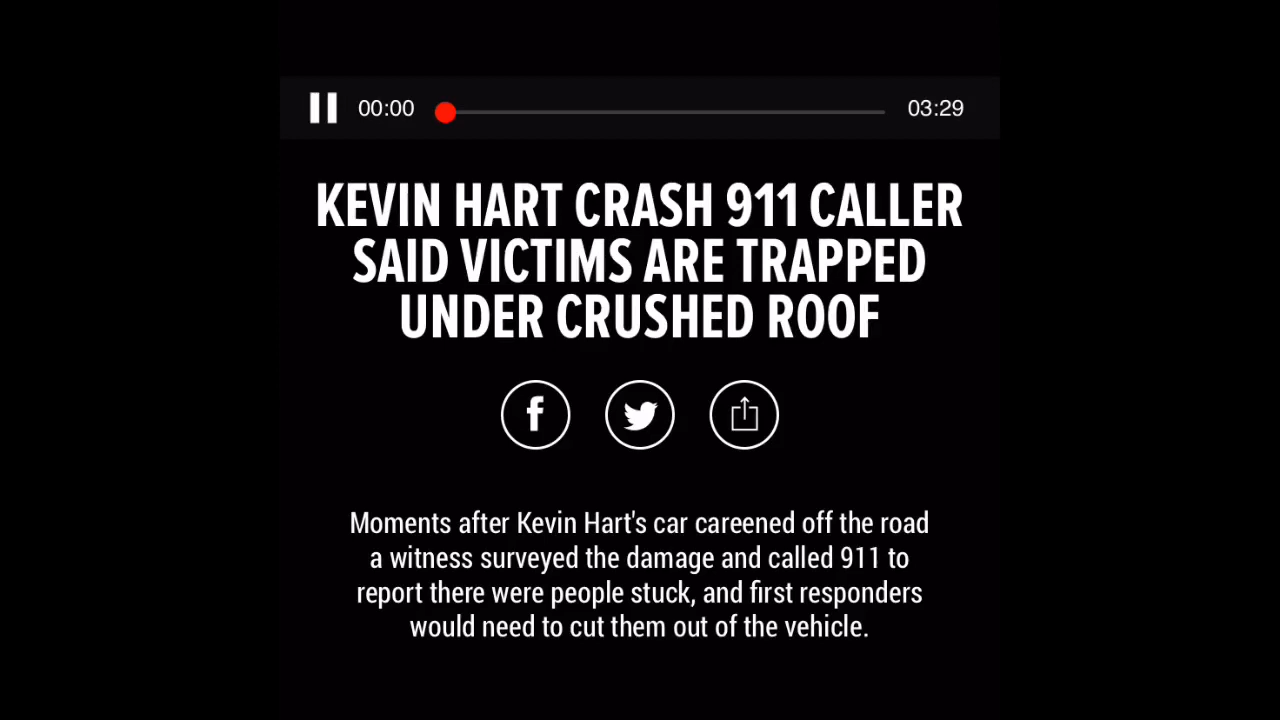 00:00 03:29
KEVIN HART CRASH 911 CALLER
SAID VICTIMS ARE TRAPPED
UNDER CRUSHED ROOF
Moments after Kevin Hart's car careened off the road
a witness surveyed the damage and called 911 to
report there were people stuck, and first responders
would need to cut them out of the vehicle.